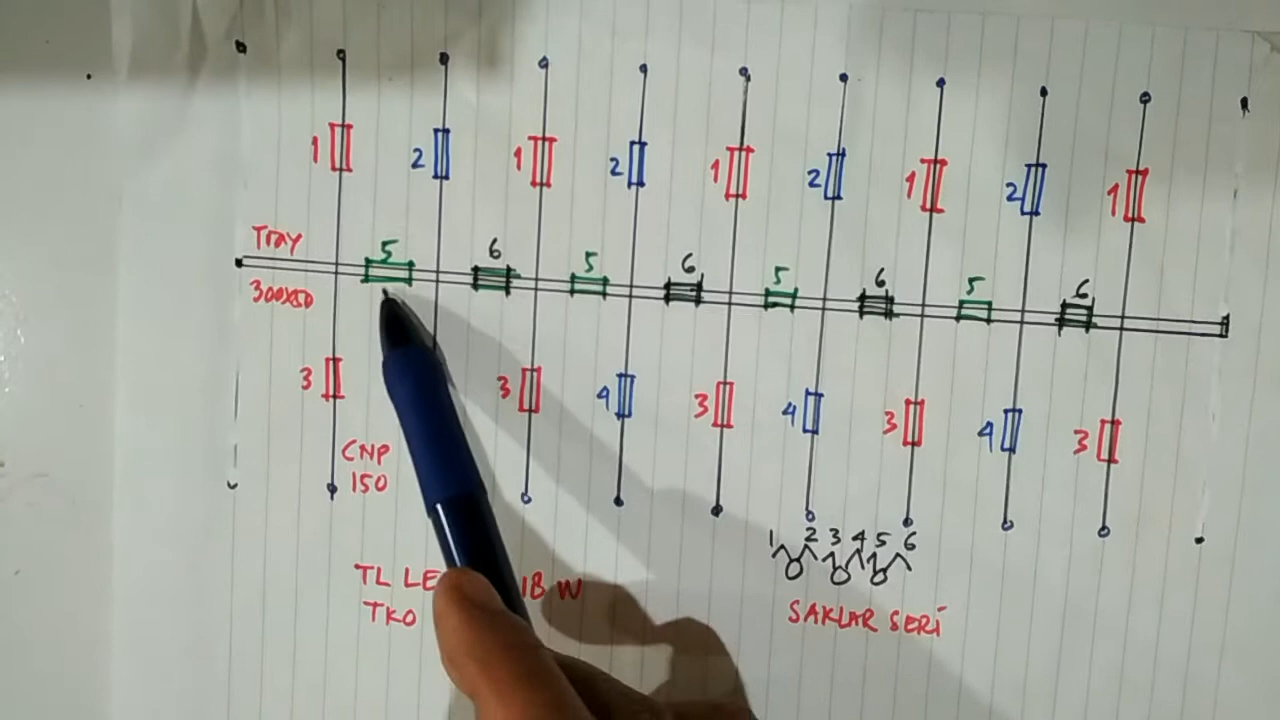 1 2 1 2 1 2 1 2 1
Tray
5 6 5 6 5 6 5 6
300x50
3 3 4 3 4 3 4 3
CNP
150
1 2 3 4 5 6
TL LE 18 W
TKO
SAKLAR SERI